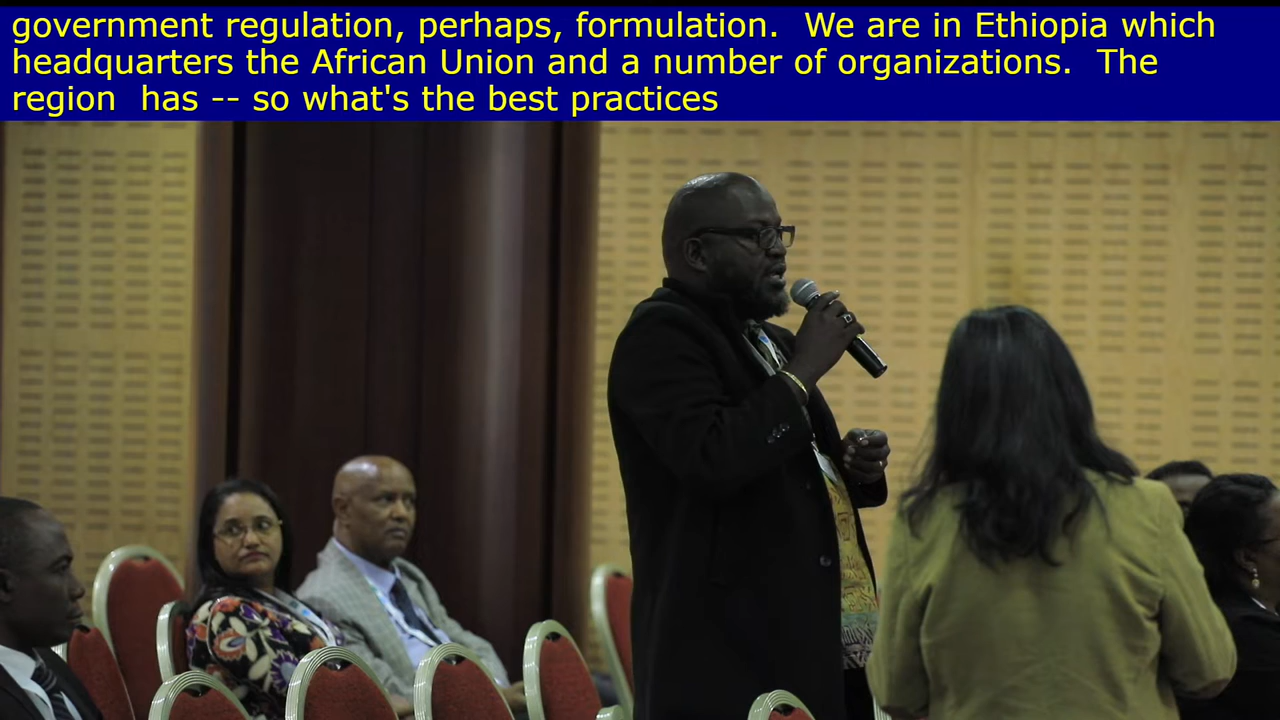 government regulation, perhaps, formulation.  We are in Ethiopia which
headquarters the African Union and a number of organizations.  The
region  has -- so what's the best practices